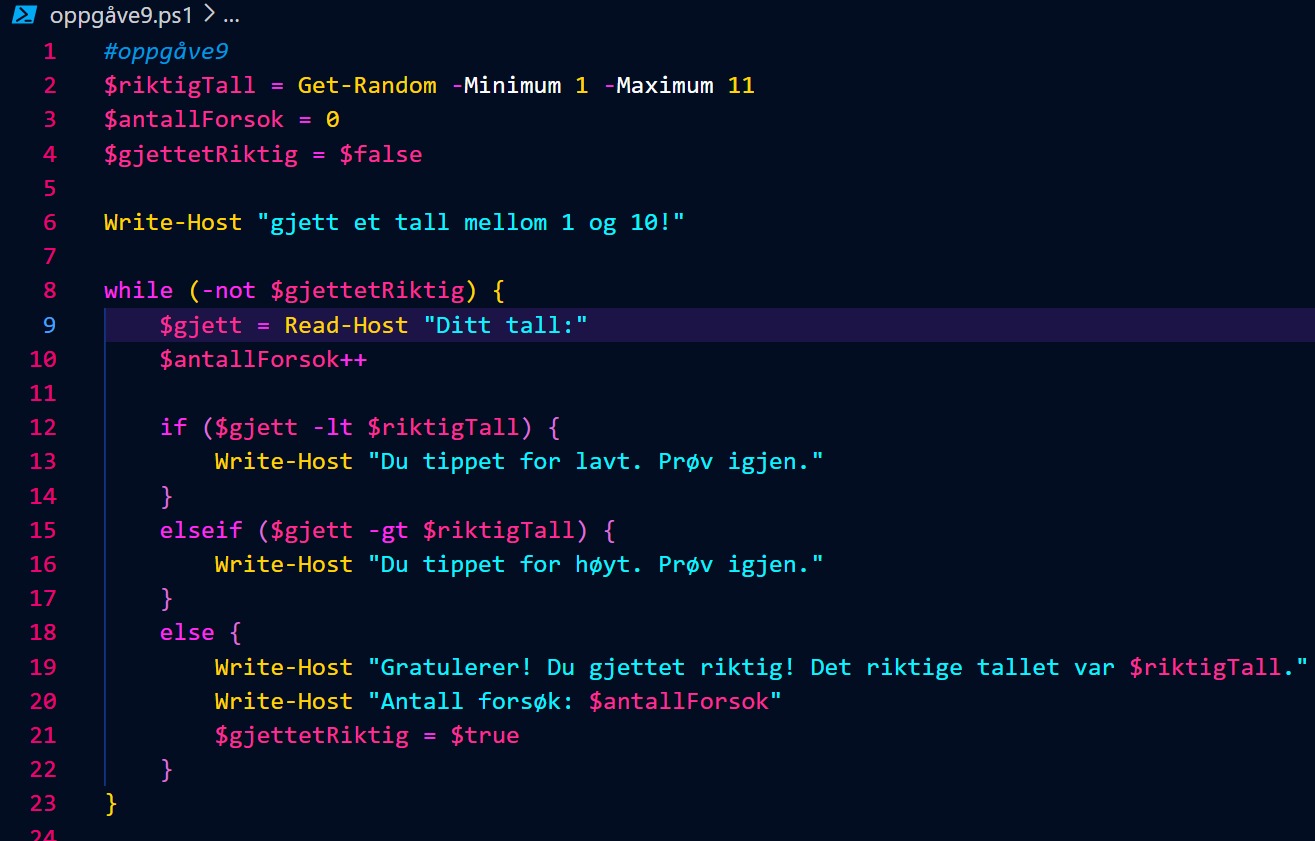 oppgåve9.ps1 > ...
1 #oppgåve9
2 $riktigTall = Get-Random -Minimum 1 -Maximum 11
3 $antallForsok = 0
4 $gjettetRiktig = $false
5
6 Write-Host "gjett et tall mellom 1 og 10!"
7
8 while (-not $gjettetRiktig) {
9     $gjett = Read-Host "Ditt tall:"
10     $antallForsok++
11
12     if ($gjett -lt $riktigTall) {
13         Write-Host "Du tippet for lavt. Prøv igjen."
14     }
15     elseif ($gjett -gt $riktigTall) {
16         Write-Host "Du tippet for høyt. Prøv igjen."
17     }
18     else {
19         Write-Host "Gratulerer! Du gjettet riktig! Det riktige tallet var $riktigTall."
20         Write-Host "Antall forsøk: $antallForsok"
21         $gjettetRiktig = $true
22     }
23 }
24